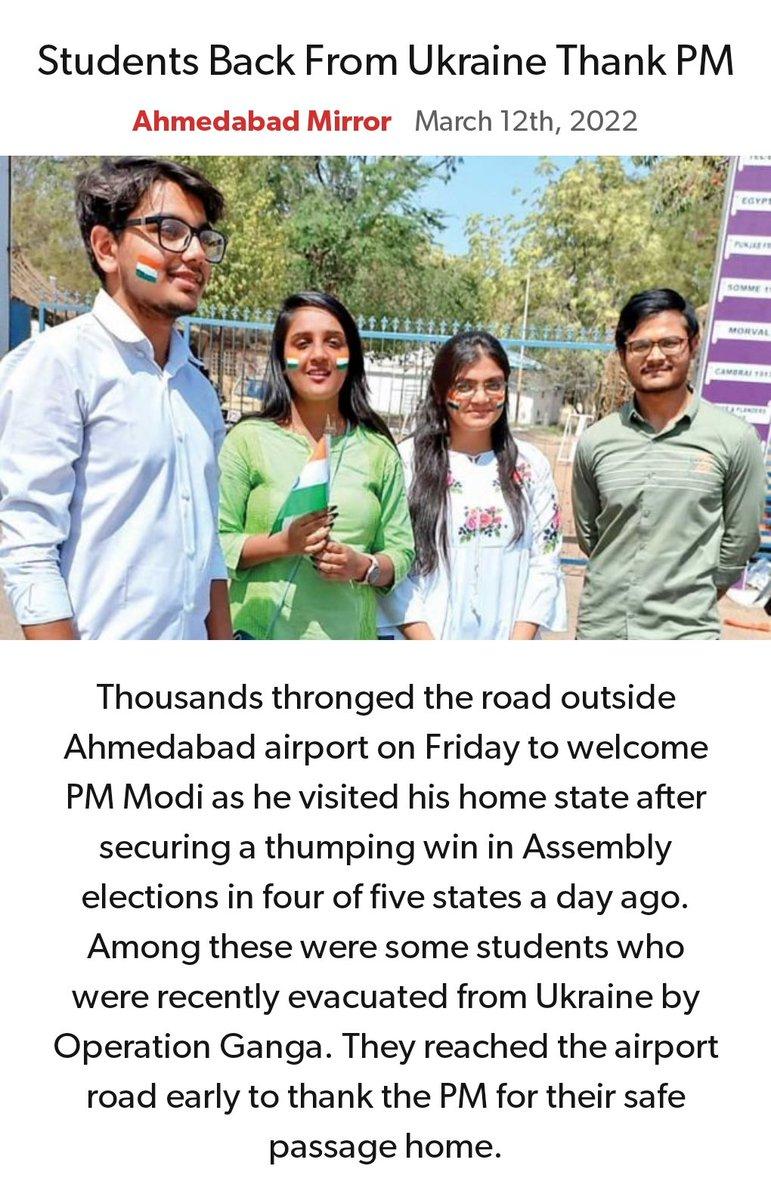 Students Back From Ukraine Thank PM
Ahmedabad Mirror March 12th, 2022
EGYPT
SOMME
MORVAL
CAMBRAI
Thousands thronged the road outside
Ahmedabad airport on Friday to welcome
PM Modi as he visited his home state after
securing a thumping win in Assembly
elections in four of five states a day ago.
Among these were some students who
were recently evacuated from Ukraine by
Operation Ganga. They reached the airport
road early to thank the PM for their safe
passage home.